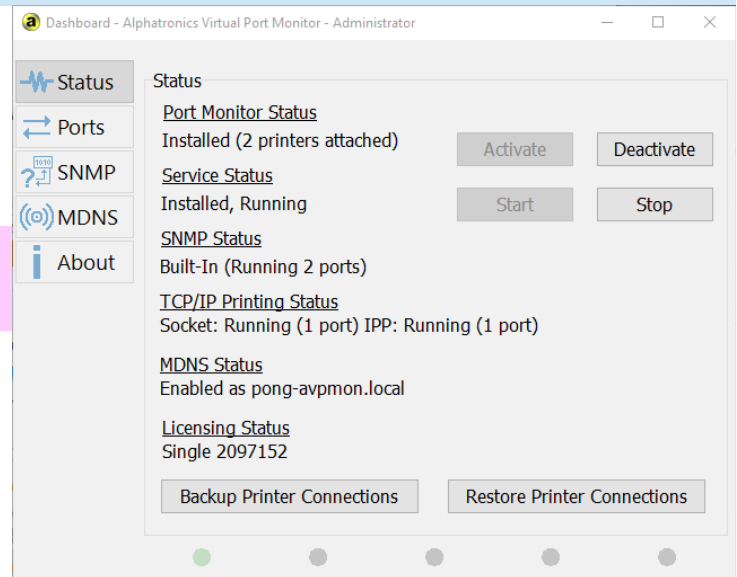 a Dashboard - Alphatronics Virtual Port Monitor - Administrator
Status
Ports
1010
? SNMP
MDNS
i About
Status
Port Monitor Status
Installed (2 printers attached)
Activate
Deactivate
Service Status
Installed, Running
Start
Stop
SNMP Status
Built-In (Running 2 ports)
TCP/IP Printing Status
Socket: Running (1 port) IPP: Running (1 port)
MDNS Status
Enabled as pong-avpmon.local
Licensing Status
Single 2097152
Backup Printer Connections
Restore Printer Connections